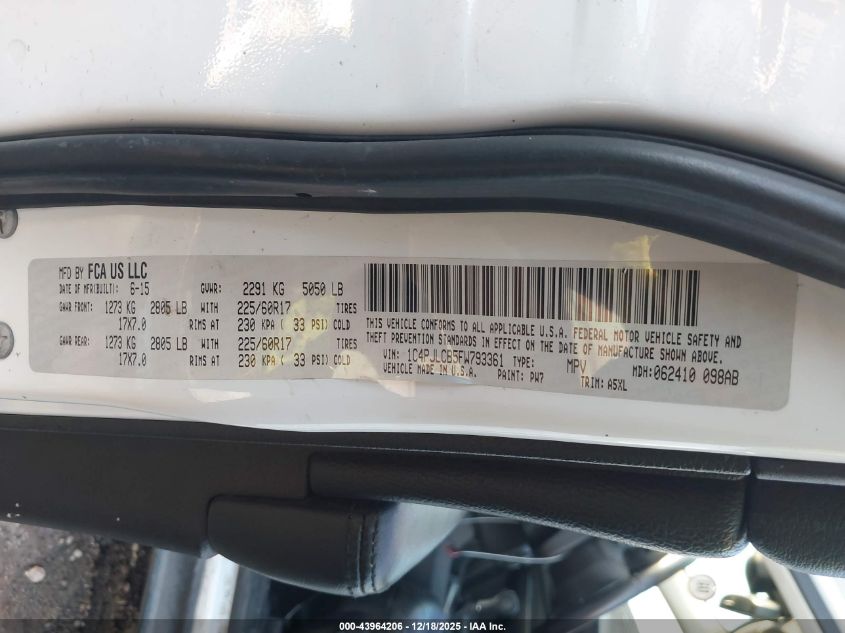 MFD BY FCA US LLC
DATE OF MFR(BUILT): 6-15 GVWR: 2291 KG 5050 LB
GAWR FRONT: 1273 KG 2805 LB WITH 225/60R17 TIRES
17X7.0 RIMS AT 230 KPA ( 33 PSI) COLD
GAWR REAR: 1273 KG 2805 LB WITH 225/60R17 TIRES
17X7.0 RIMS AT 230 KPA ( 33 PSI) COLD
THIS VEHICLE CONFORMS TO ALL APPLICABLE U.S.A. FEDERAL MOTOR VEHICLE SAFETY AND
THEFT PREVENTION STANDARDS IN EFFECT ON THE DATE OF MANUFACTURE SHOWN ABOVE.
VIN: 1C4PJLCB5FW793361 TYPE: MPV MDH: 062410 098AB
VEHICLE MADE IN U.S.A. PAINT: PW7 TRIM: A5XL
000-43964206 - 12/18/2025 - IAA Inc.